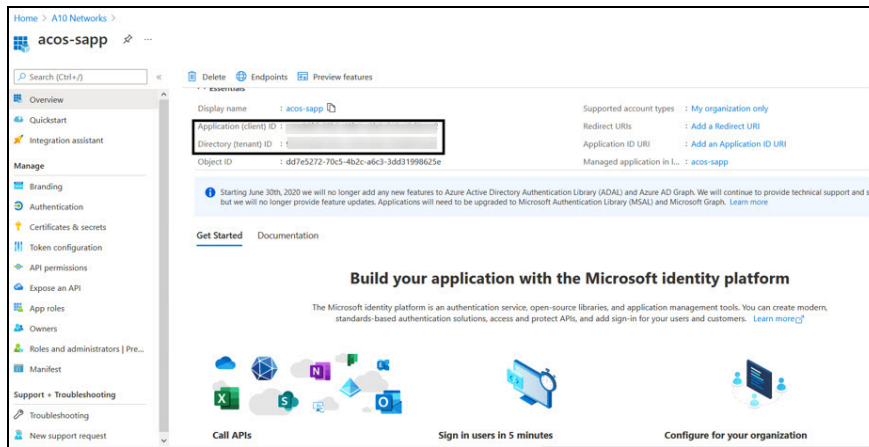 Home > A10 Networks >
acos-sapp
Search (Ctrl+/)
«
Overview
Quickstart
Integration assistant
Manage
Branding
Authentication
Certificates & secrets
Token configuration
API permissions
Expose an API
App roles
Owners
Roles and administrators | Pre...
Manifest
Support + Troubleshooting
Troubleshooting
New support request
Delete Endpoints Preview features
Essentials
Display name : acos-sapp
Application (client) ID :
Directory (tenant) ID :
Object ID : dd7e5272-70c5-4b2c-a6c3-3dd31998625e
Supported account types : My organization only
Redirect URIs : Add a Redirect URI
Application ID URI : Add an Application ID URI
Managed application in l... : acos-sapp
Starting June 30th, 2020 we will no longer add any new features to Azure Active Directory Authentication Library (ADAL) and Azure AD Graph. We will continue to provide technical support and s
but we will no longer provide feature updates. Applications will need to be upgraded to Microsoft Authentication Library (MSAL) and Microsoft Graph. Learn more
Get Started Documentation
Build your application with the Microsoft identity platform
The Microsoft identity platform is an authentication service, open-source libraries, and application management tools. You can create modern,
standards-based authentication solutions, access and protect APIs, and add sign-in for your users and customers. Learn more
Call APIs
Sign in users in 5 minutes
Configure for your organization